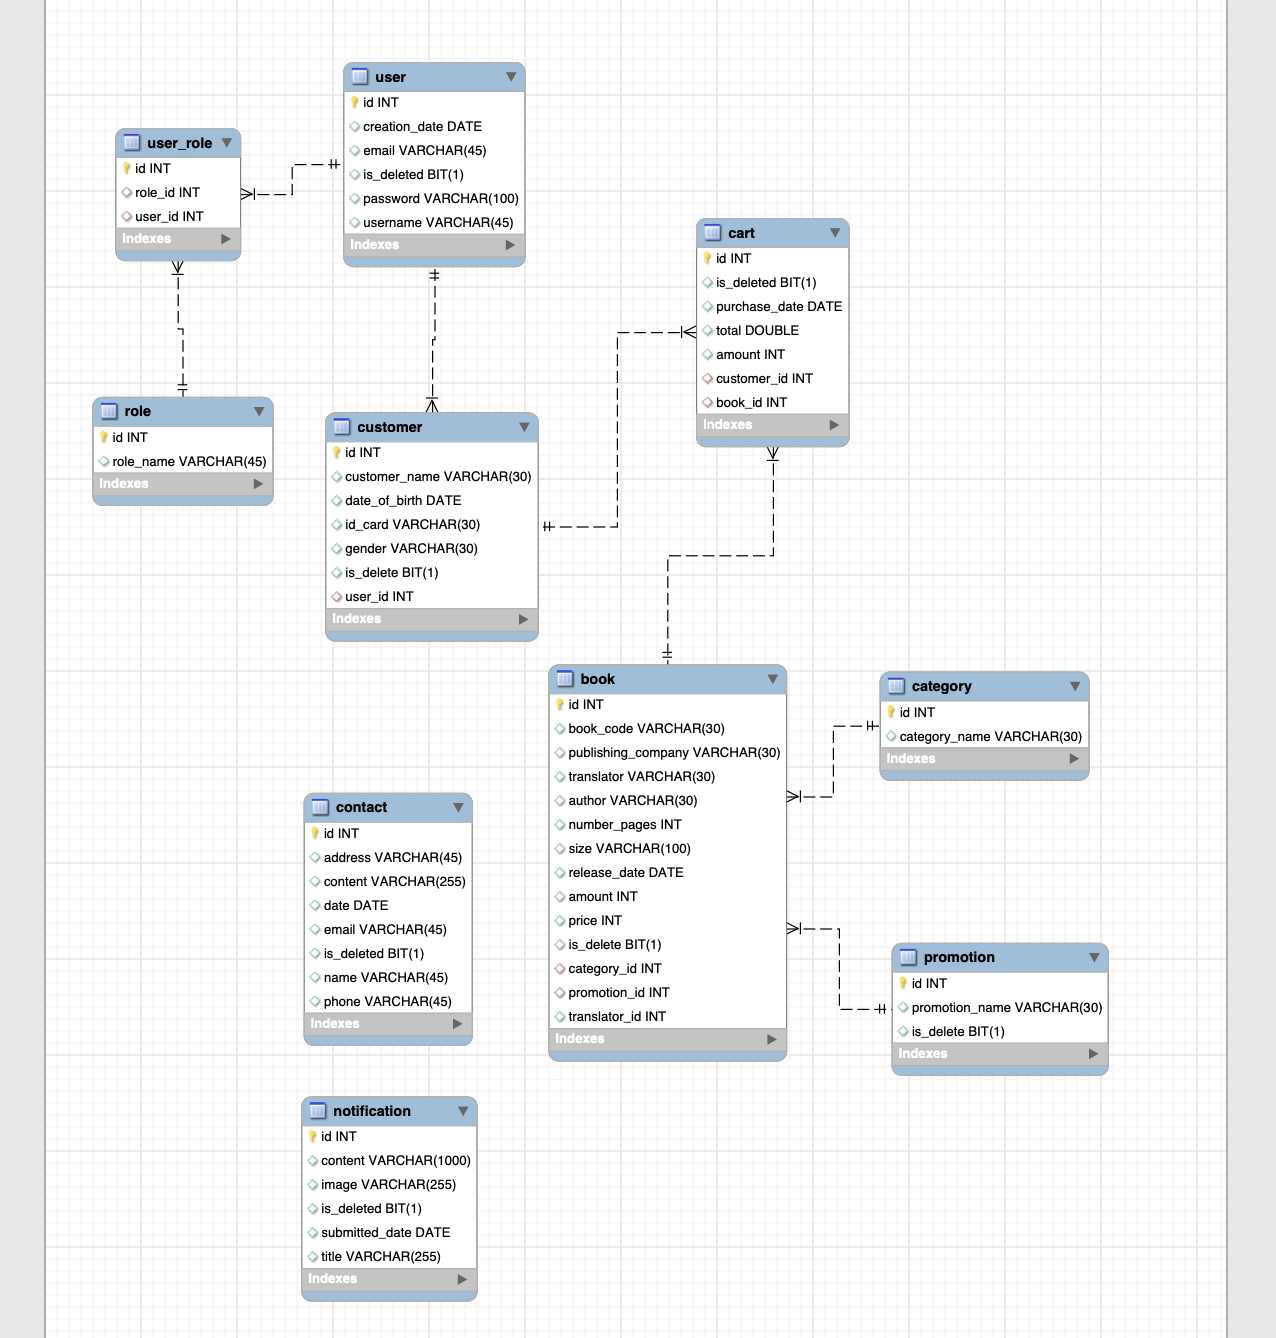 user
id INT
creation_date DATE
email VARCHAR(45)
is_deleted BIT(1)
password VARCHAR(100)
username VARCHAR(45)
Indexes
user_role
id INT
role_id INT
user_id INT
Indexes
cart
id INT
is_deleted BIT(1)
purchase_date DATE
total DOUBLE
amount INT
customer_id INT
book_id INT
Indexes
role
id INT
role_name VARCHAR(45)
Indexes
customer
id INT
customer_name VARCHAR(30)
date_of_birth DATE
id_card VARCHAR(30)
gender VARCHAR(30)
is_delete BIT(1)
user_id INT
Indexes
book
id INT
book_code VARCHAR(30)
publishing_company VARCHAR(30)
translator VARCHAR(30)
author VARCHAR(30)
number_pages INT
size VARCHAR(100)
release_date DATE
amount INT
price INT
is_delete BIT(1)
category_id INT
promotion_id INT
translator_id INT
Indexes
category
id INT
category_name VARCHAR(30)
Indexes
contact
id INT
address VARCHAR(45)
content VARCHAR(255)
date DATE
email VARCHAR(45)
is_deleted BIT(1)
name VARCHAR(45)
phone VARCHAR(45)
Indexes
promotion
id INT
promotion_name VARCHAR(30)
is_delete BIT(1)
Indexes
notification
id INT
content VARCHAR(1000)
image VARCHAR(255)
is_deleted BIT(1)
submitted_date DATE
title VARCHAR(255)
Indexes